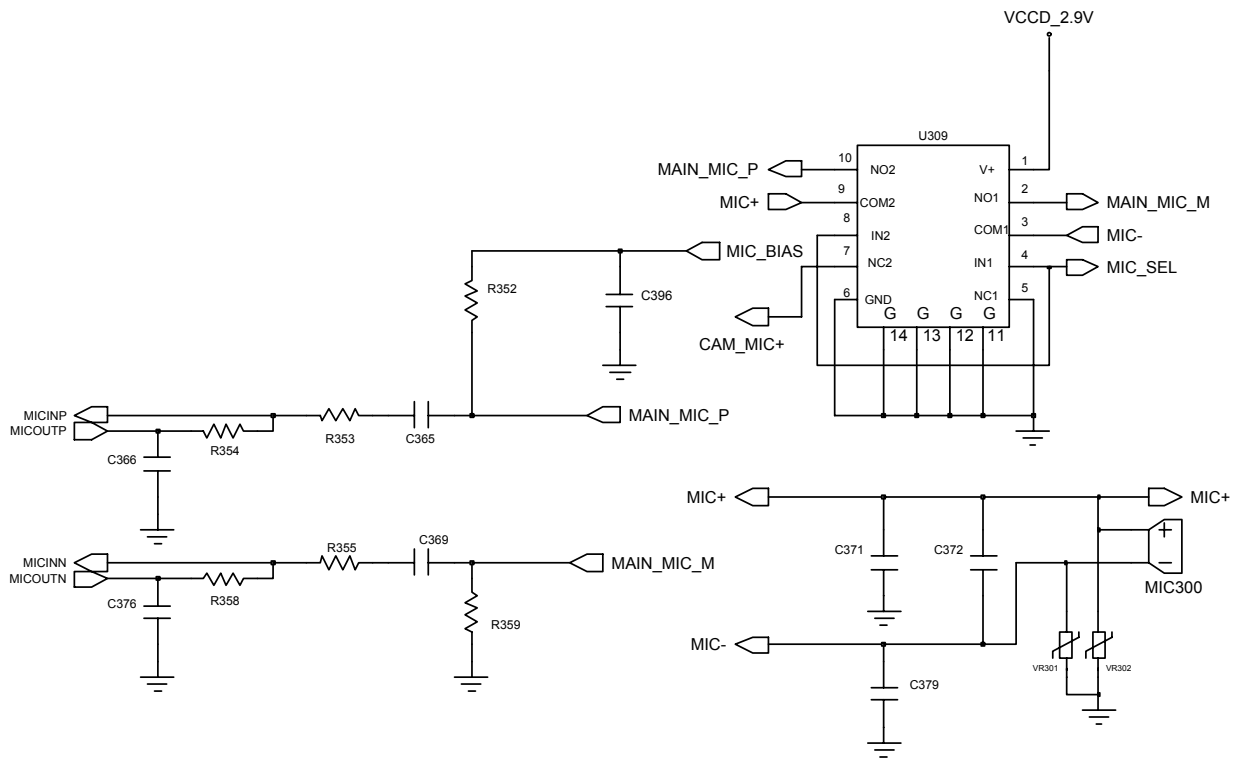 VCCD_2.9V
U309
MAIN_MIC_P
10
NO2
V+
1
MIC+
9
COM2
NO1
2
MAIN_MIC_M
8
IN2
COM1
3
MIC-
MIC_BIAS
7
NC2
IN1
4
MIC_SEL
6
GND
NC1
5
R352
C396
G
G
G
G
14
13
12
11
CAM_MIC+
MICINP
MICOUTP
R354
R353
C365
MAIN_MIC_P
C366
MIC+
MIC+
C371
C372
+
-
MIC300
MICINN
MICOUTN
R355
C369
MAIN_MIC_M
C376
R358
R359
MIC-
VR301
VR302
C379